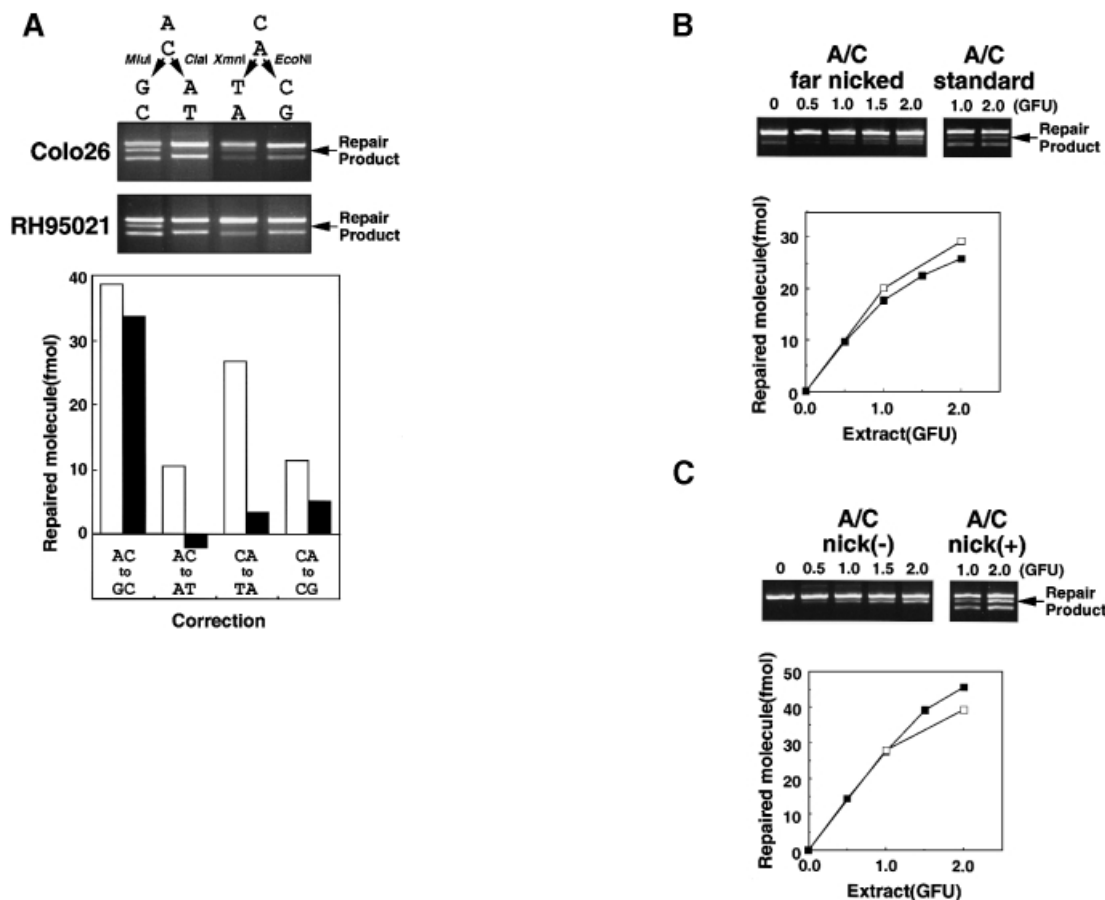 A
A C
C A
MluI ClaI XmnI EcoNI
G A T C
C T A G
Colo26
Repair
Product
RH95021
Repair
Product
Repaired molecule(fmol)
40
30
20
10
0
AC AC CA CA
to to to to
GC AT TA CG
Correction
B
A/C A/C
far nicked standard
0 0.5 1.0 1.5 2.0 1.0 2.0 (GFU)
Repair
Product
Repaired molecule(fmol)
30
20
10
0
0.0 1.0 2.0
Extract(GFU)
C
A/C A/C
nick(-) nick(+)
0 0.5 1.0 1.5 2.0 1.0 2.0 (GFU)
Repair
Product
Repaired molecule(fmol)
50
40
30
20
10
0
0.0 1.0 2.0
Extract(GFU)